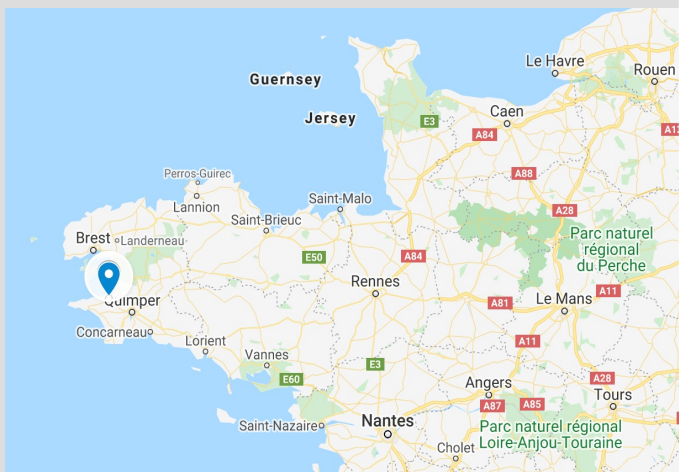 Guernsey
Jersey
Le Havre
Rouen
Caen
E3
A84
A13
A88
Perros-Guirec
Lannion
Saint-Malo
Saint-Brieuc
A28
Brest
Landerneau
Parc naturel
régional
du Perche
E50
A84
Rennes
A81
Le Mans
A11
Quimper
Concarneau
Lorient
Vannes
A11
E3
E60
Angers
A28
Tours
A87
A85
Saint-Nazaire
Nantes
Parc naturel régional
Loire-Anjou-Touraine
Cholet